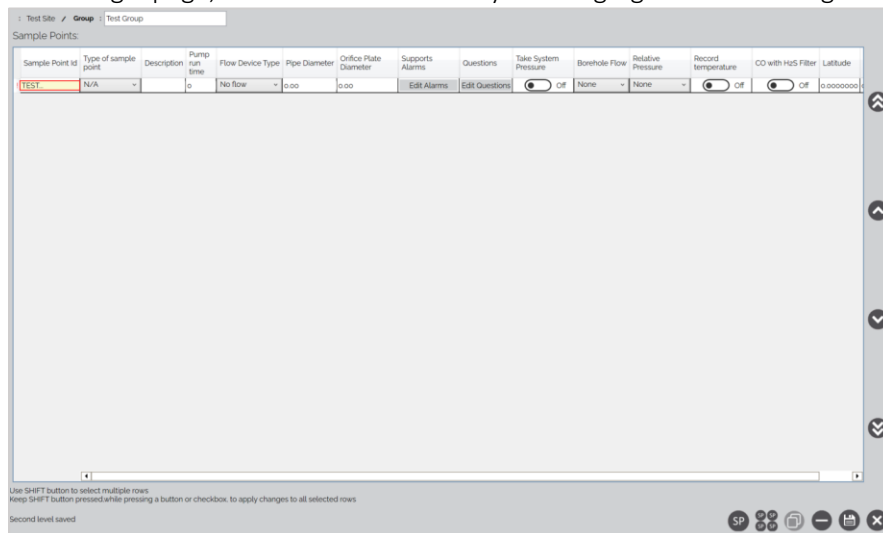 : Test Site / Group : Test Group
Sample Points:
Sample Point Id Type of sample point Description Pump run time Flow Device Type Pipe Diameter Orifice Plate Diameter Supports Alarms Questions Take System Pressure Borehole Flow Relative Pressure Record temperature CO with H2S Filter Latitude
TEST... N/A 0 No flow 0.00 0.00 Edit Alarms Edit Questions Off None None Off Off 0.0000000
Use SHIFT button to select multiple rows
Keep SHIFT button pressed,while pressing a button or checkbox, to apply changes to all selected rows
Second level saved
SP SP SP SP SP